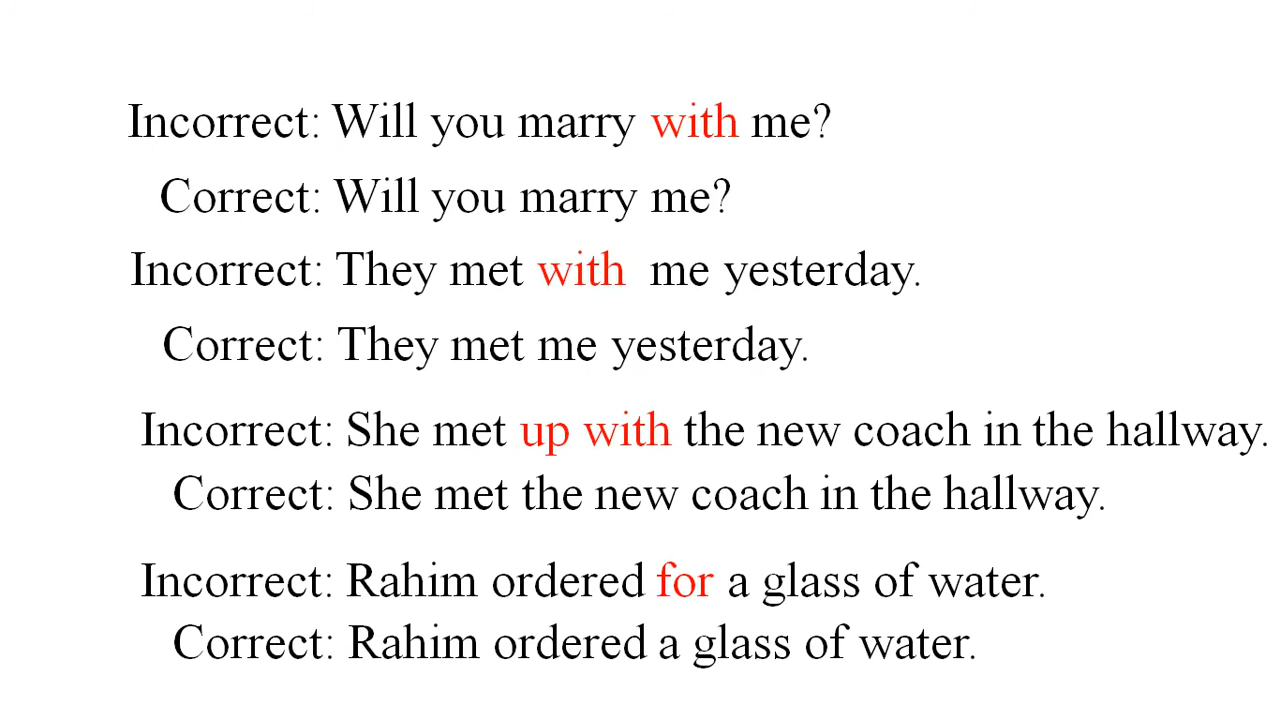 Incorrect: Will you marry with me?
Correct: Will you marry me?
Incorrect: They met with me yesterday.
Correct: They met me yesterday.
Incorrect: She met up with the new coach in the hallway.
Correct: She met the new coach in the hallway.
Incorrect: Rahim ordered for a glass of water.
Correct: Rahim ordered a glass of water.